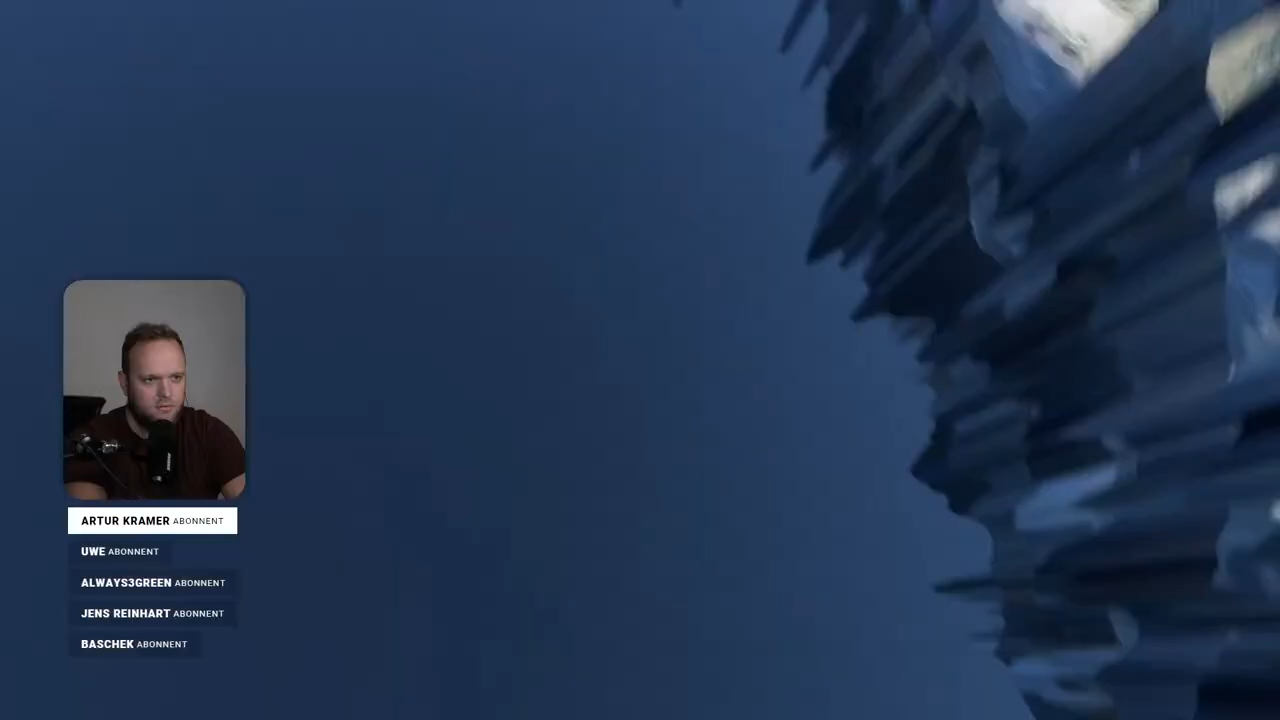 ARTUR KRAMER ABONNENT
UWE ABONNENT
ALWAYS3GREEN ABONNENT
JENS REINHART ABONNENT
BASCHEK ABONNENT